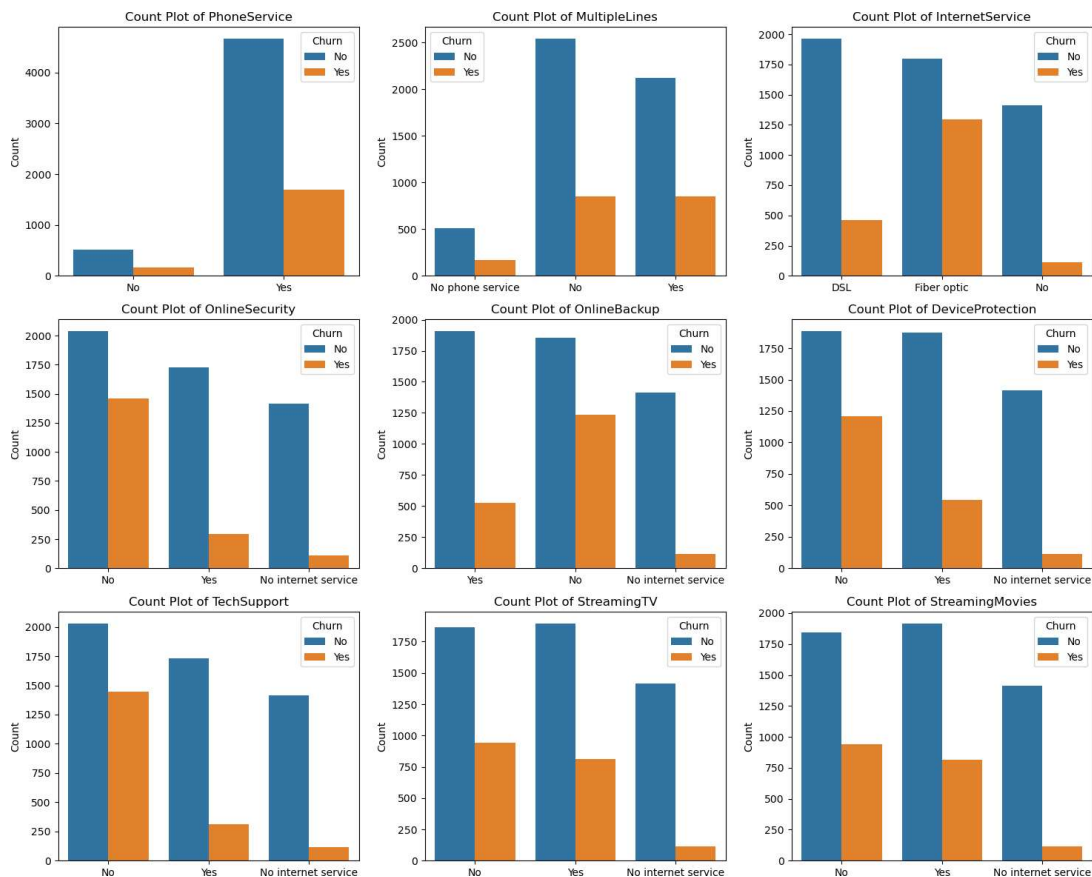 Count Plot of PhoneService
Churn
No
Yes
Count
4000
3000
2000
1000
0
No
Yes
Count Plot of MultipleLines
Churn
No
Yes
Count
2500
2000
1500
1000
500
0
No phone service
No
Yes
Count Plot of InternetService
Churn
No
Yes
Count
2000
1750
1500
1250
1000
750
500
250
0
DSL
Fiber optic
No
Count Plot of OnlineSecurity
Churn
No
Yes
Count
2000
1750
1500
1250
1000
750
500
250
0
No
Yes
No internet service
Count Plot of OnlineBackup
Churn
No
Yes
Count
2000
1750
1500
1250
1000
750
500
250
0
Yes
No
No internet service
Count Plot of DeviceProtection
Churn
No
Yes
Count
1750
1500
1250
1000
750
500
250
0
No
Yes
No internet service
Count Plot of TechSupport
Churn
No
Yes
Count
2000
1750
1500
1250
1000
750
500
250
0
No
Yes
No internet service
Count Plot of StreamingTV
Churn
No
Yes
Count
1750
1500
1250
1000
750
500
250
0
No
Yes
No internet service
Count Plot of StreamingMovies
Churn
No
Yes
Count
2000
1750
1500
1250
1000
750
500
250
0
No
Yes
No internet service